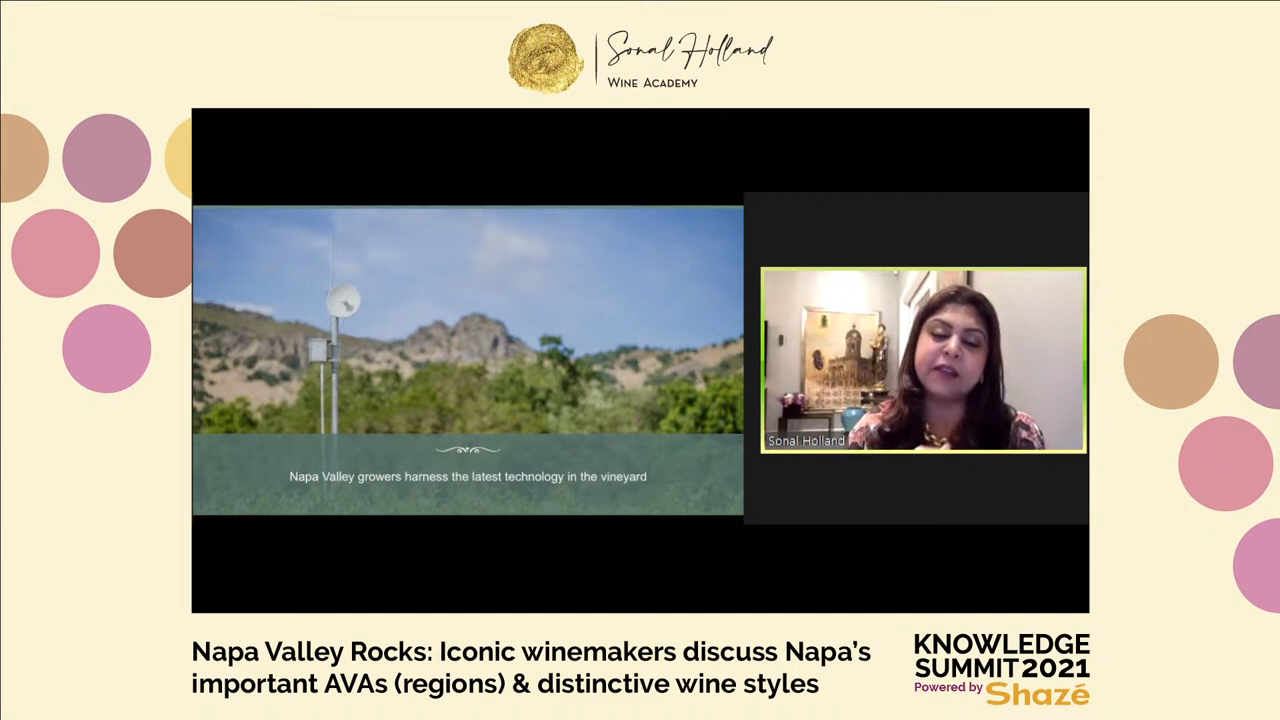 Sonal Holland
WINE ACADEMY
Napa Valley growers harness the latest technology in the vineyard
Sonal Holland
Napa Valley Rocks: Iconic winemakers discuss Napa’s
important AVAs (regions) & distinctive wine styles
KNOWLEDGE
SUMMIT 2021
Powered by Shazé